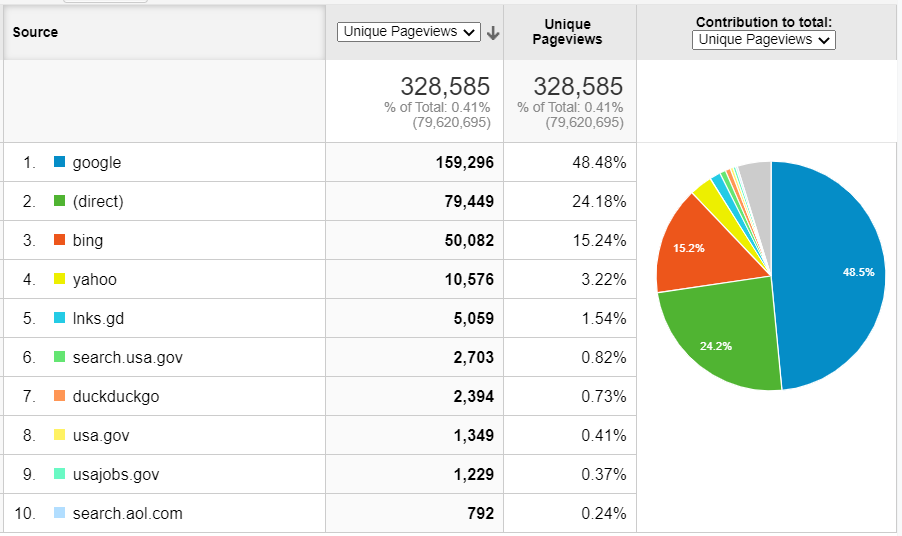 Source
Unique Pageviews
Unique
Pageviews
Contribution to total:
Unique Pageviews
328,585
% of Total: 0.41%
(79,620,695)
328,585
% of Total: 0.41%
(79,620,695)
1. google 159,296 48.48%
2. (direct) 79,449 24.18%
3. bing 50,082 15.24%
4. yahoo 10,576 3.22%
5. lnks.gd 5,059 1.54%
6. search.usa.gov 2,703 0.82%
7. duckduckgo 2,394 0.73%
8. usa.gov 1,349 0.41%
9. usajobs.gov 1,229 0.37%
10. search.aol.com 792 0.24%
15.2%
48.5%
24.2%